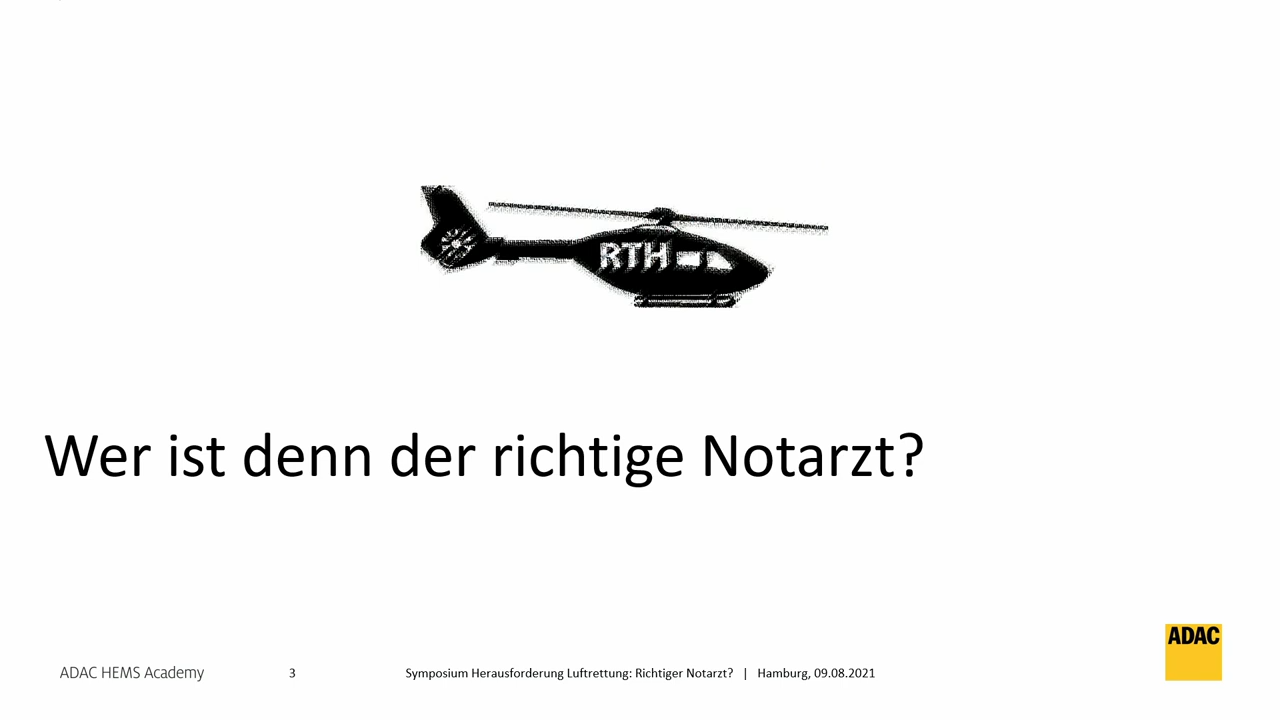 RTH
Wer ist denn der richtige Notarzt?
ADAC
ADAC HEMS Academy
3
Symposium Herausforderung Luftrettung: Richtiger Notarzt? | Hamburg, 09.08.2021